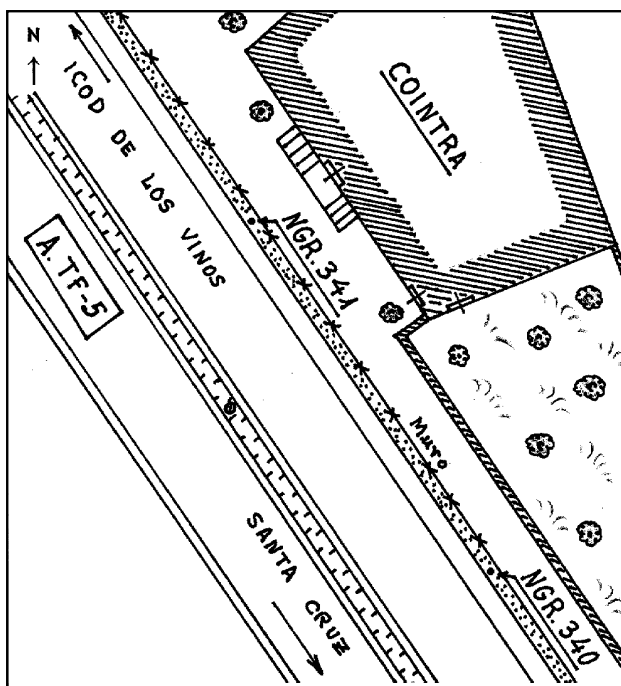 N
ICOD DE LOS VINOS
COINTRA
NGR.341
A.TF-5
Muro
SANTA CRUZ
NGR.340